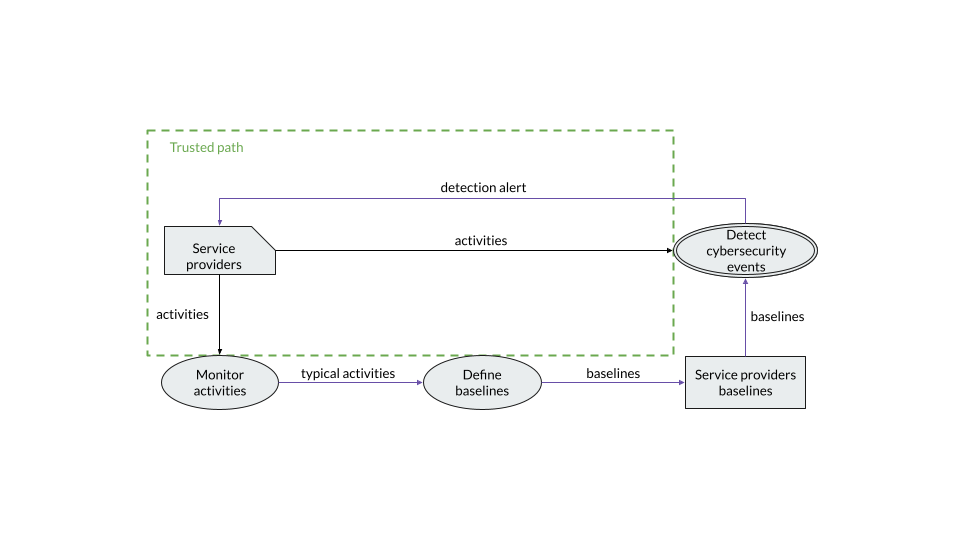 Trusted path
detection alert
Service
providers
activities
Detect
cybersecurity
events
activities
baselines
Monitor
activities
typical activities
Define
baselines
baselines
Service providers
baselines